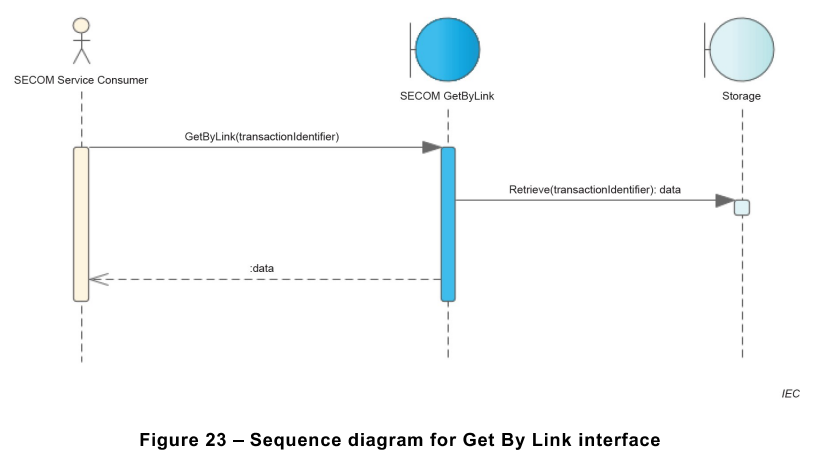 SECOM Service Consumer
SECOM GetByLink
Storage
GetByLink(transactionIdentifier)
Retrieve(transactionIdentifier): data
:data
IEC
Figure 23 – Sequence diagram for Get By Link interface